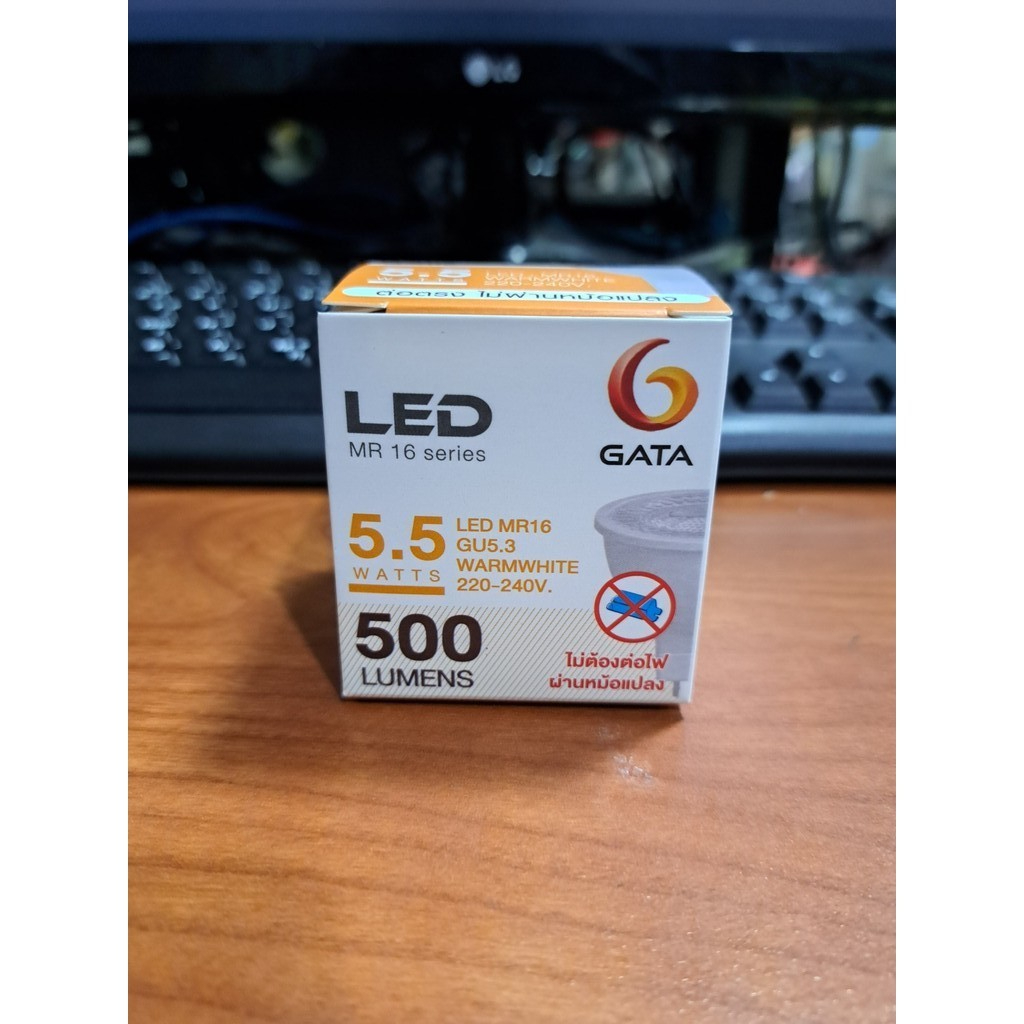 LG
5.5
WATTS
LED MR16
WARMWHITE
220-240V
ต่อตรง ไม่ผ่านหม้อแปลง
LED
MR 16 series
GATA
5.5
WATTS
LED MR16
GU5.3
WARMWHITE
220-240V.
500
LUMENS
ไม่ต้องต่อไฟ
ผ่านหม้อแปลง